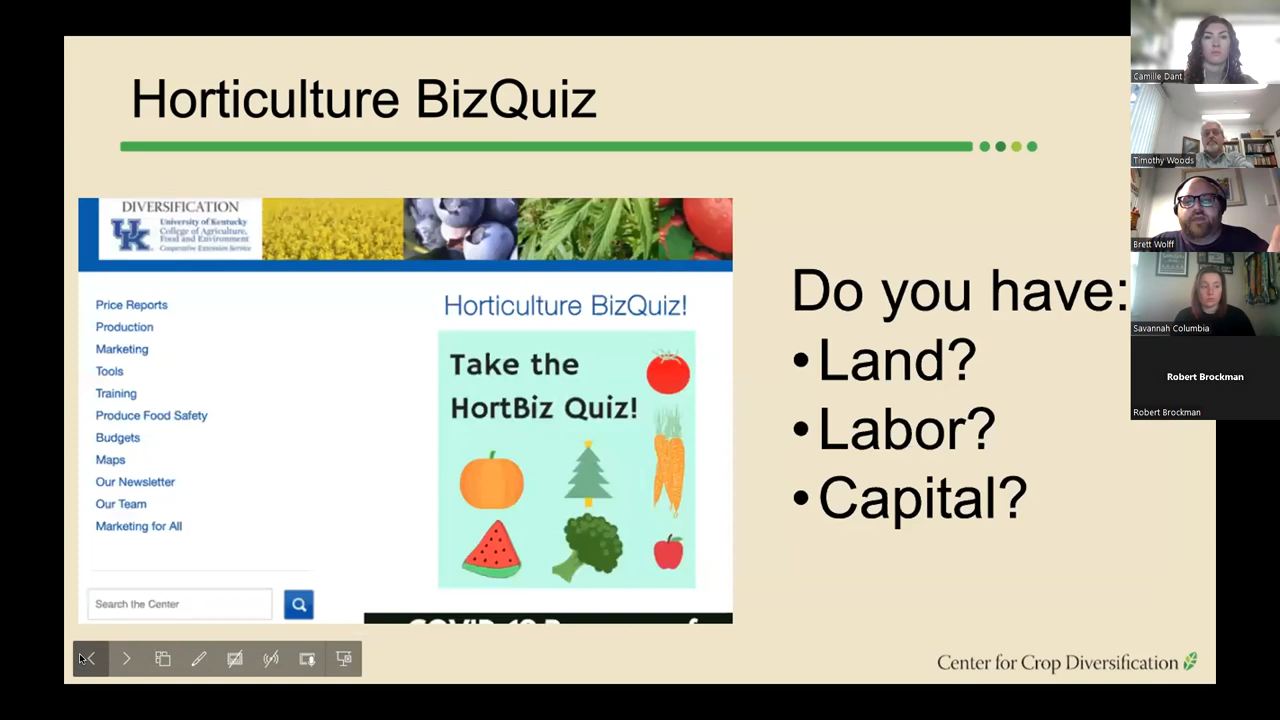 Horticulture BizQuiz
DIVERSIFICATION
University of Kentucky
College of Agriculture,
Food and Environment
Cooperative Extension Service
UK
Price Reports
Production
Marketing
Tools
Training
Produce Food Safety
Budgets
Maps
Our Newsletter
Our Team
Marketing for All
Search the Center
Horticulture BizQuiz!
Take the
HortBiz Quiz!
Do you have:
•Land?
•Labor?
•Capital?
Center for Crop Diversification
Camille Dant
Timothy Woods
Brett Wolff
Savannah Columbia
Robert Brockman
Robert Brockman